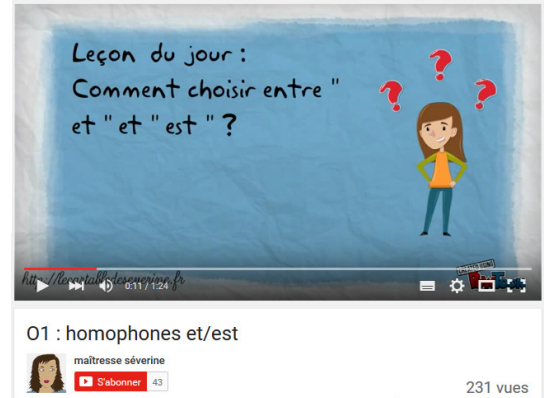 Leçon du jour :
Comment choisir entre "
et " et " est " ?
http://lecartabledeseverine.fr
0:11 / 1:24
O1 : homophones et/est
maîtresse séverine
S'abonner 43
231 vues